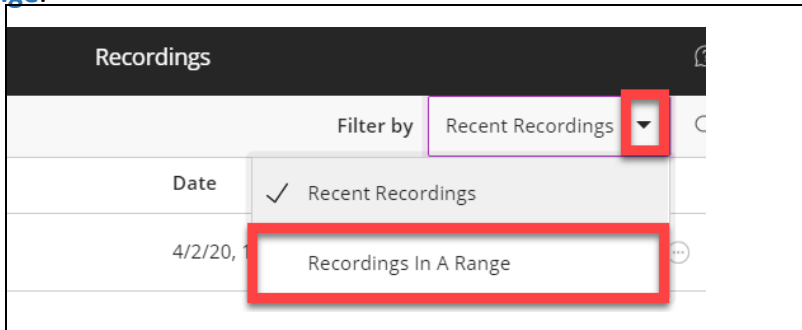 Recordings
Filter by Recent Recordings
Date
Recent Recordings
4/2/20, 1
Recordings In A Range